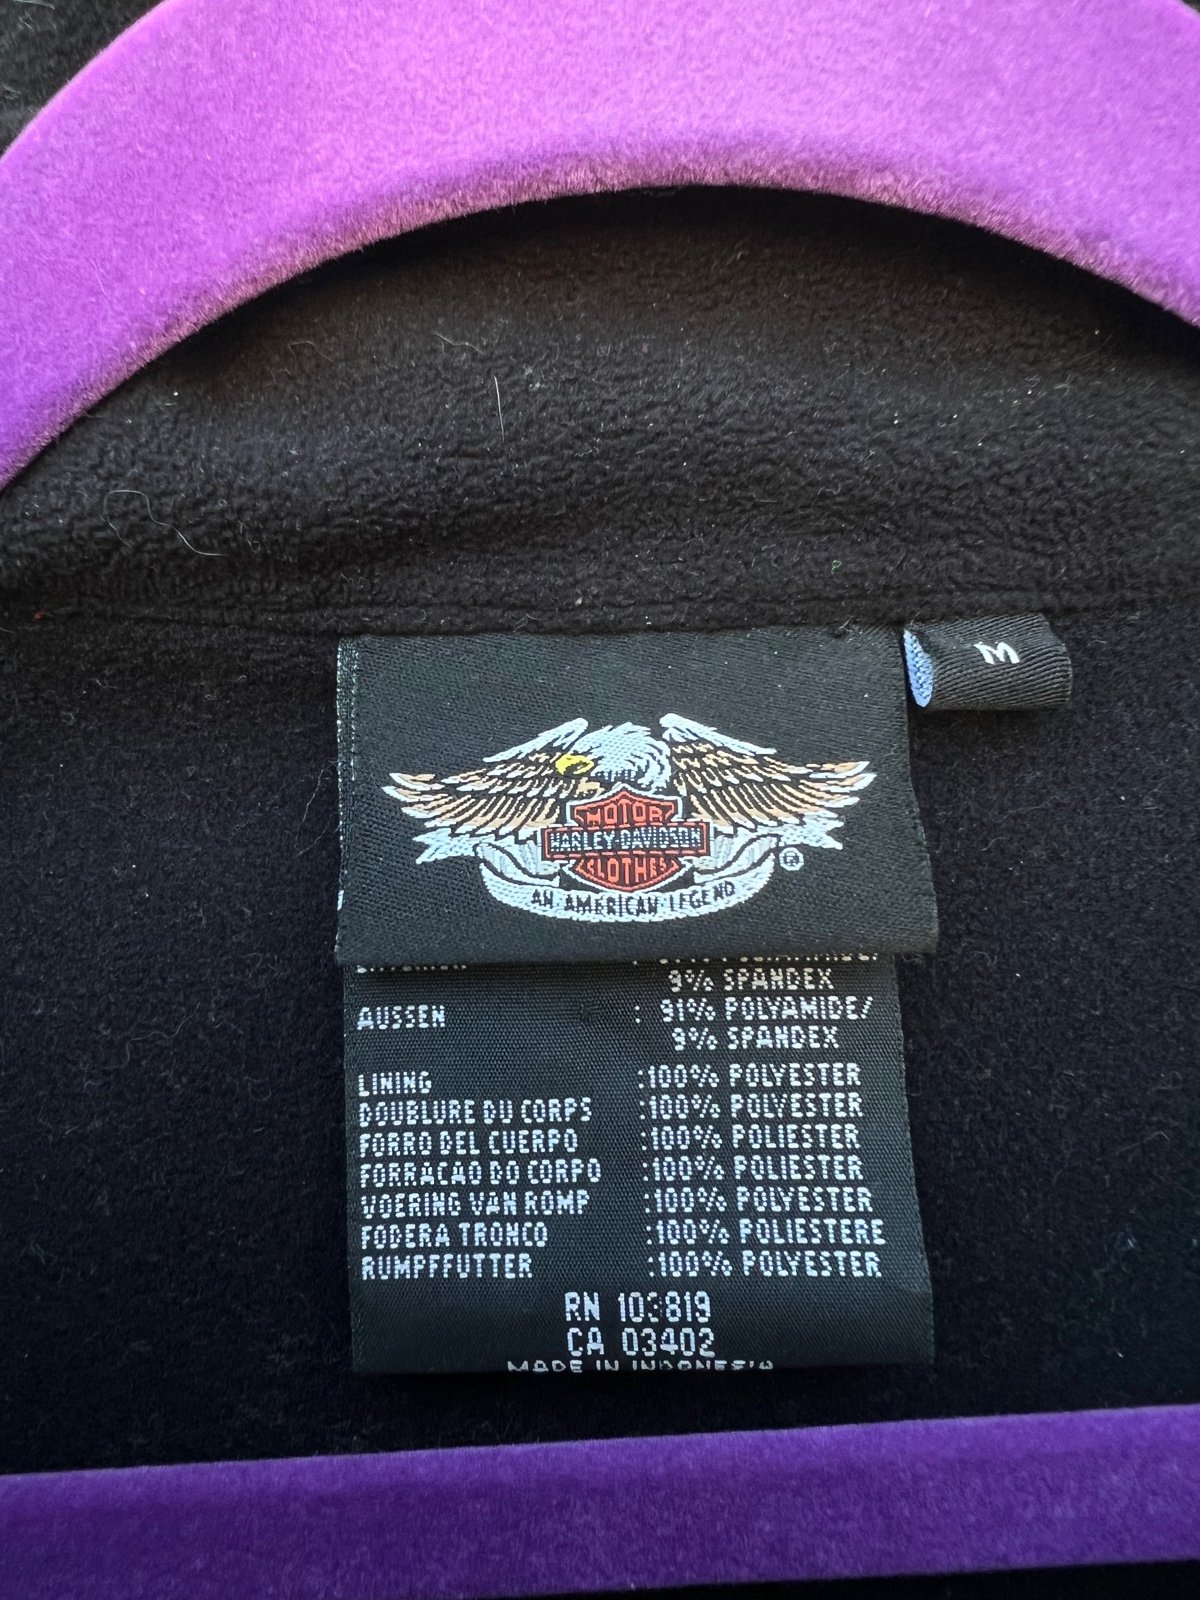 M
MOTOR
HARLEY-DAVIDSON
CLOTHES
®
AN AMERICAN LEGEND
9% SPANDEX
AUSSEN : 91% POLYAMIDE/
9% SPANDEX
LINING :100% POLYESTER
DOUBLURE DU CORPS :100% POLYESTER
FORRO DEL CUERPO :100% POLIESTER
FORRACAO DO CORPO :100% POLIESTER
VOERING VAN ROMP :100% POLYESTER
FODERA TRONCO :100% POLIESTERE
RUMPFFUTTER :100% POLYESTER
RN 103819
CA 03402
MADE IN INDONESIA